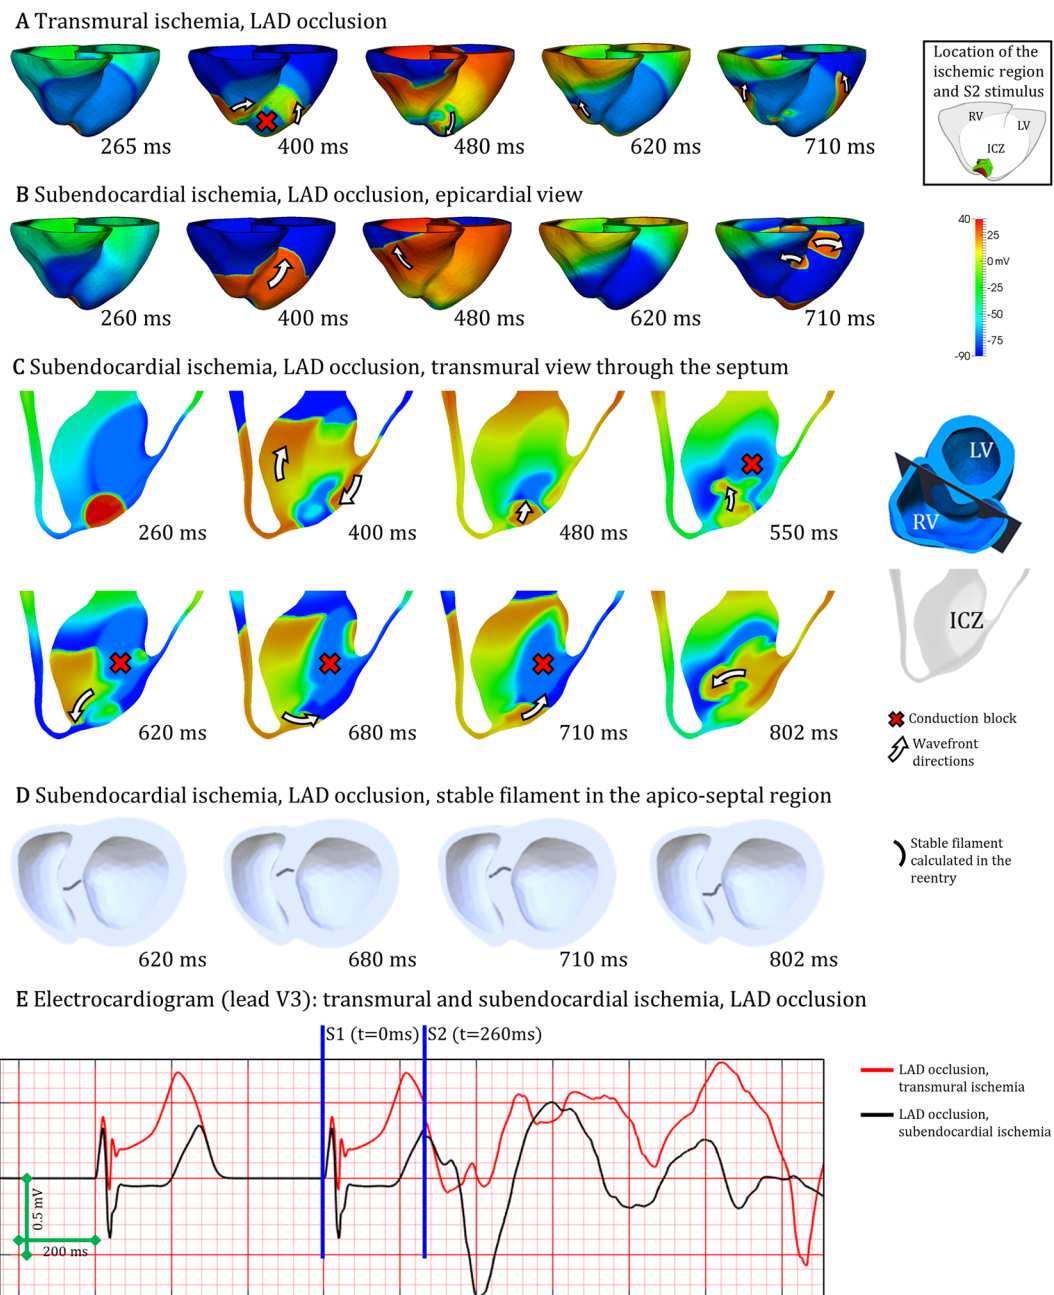 A Transmural ischemia, LAD occlusion
265 ms
400 ms
480 ms
620 ms
710 ms
Location of the
ischemic region
and S2 stimulus
RV
LV
ICZ
B Subendocardial ischemia, LAD occlusion, epicardial view
260 ms
400 ms
480 ms
620 ms
710 ms
40
25
0 mV
-25
-50
-75
-90
C Subendocardial ischemia, LAD occlusion, transmural view through the septum
260 ms
400 ms
480 ms
550 ms
LV
RV
ICZ
620 ms
680 ms
710 ms
802 ms
Conduction block
Wavefront
directions
D Subendocardial ischemia, LAD occlusion, stable filament in the apico-septal region
620 ms
680 ms
710 ms
802 ms
Stable filament
calculated in the
reentry
E Electrocardiogram (lead V3): transmural and subendocardial ischemia, LAD occlusion
S1 (t=0ms)
S2 (t=260ms)
0.5 mV
200 ms
LAD occlusion,
transmural ischemia
LAD occlusion,
subendocardial ischemia